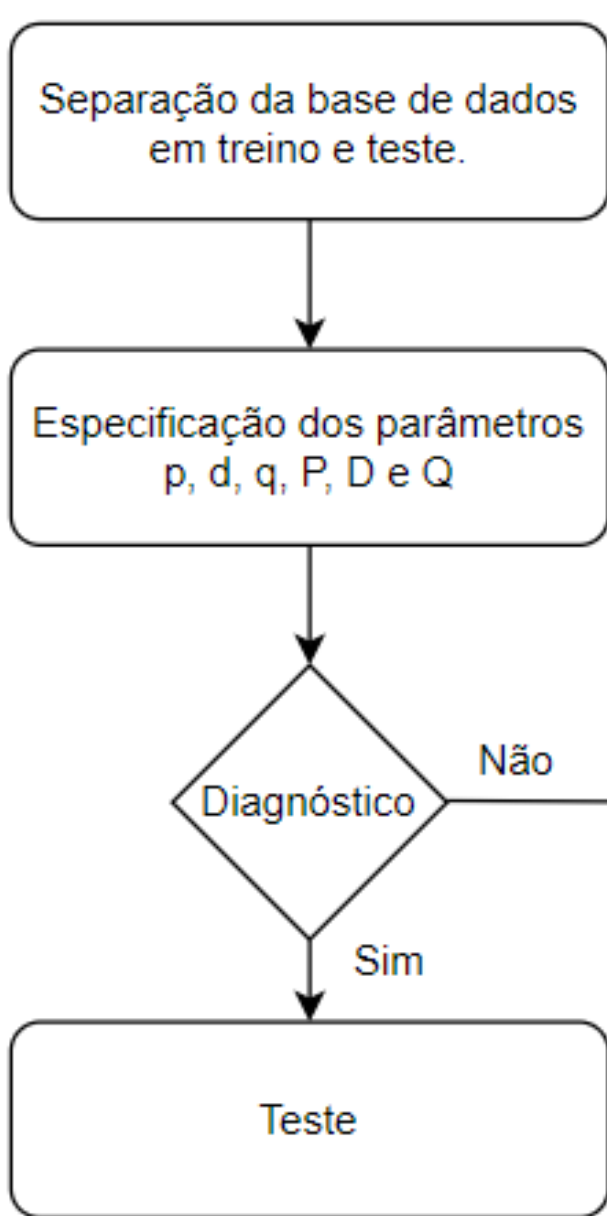 Separação da base de dados
em treino e teste.
Especificação dos parâmetros
p, d, q, P, D e Q
Não
Diagnóstico
Sim
Teste